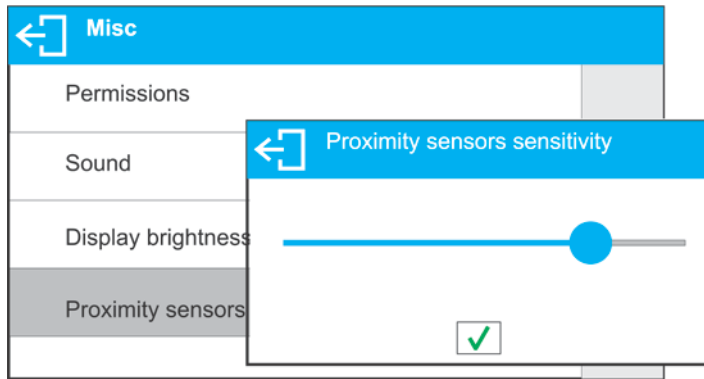 Misc
Permissions
Sound
Display brightness
Proximity sensors
Proximity sensors sensitivity